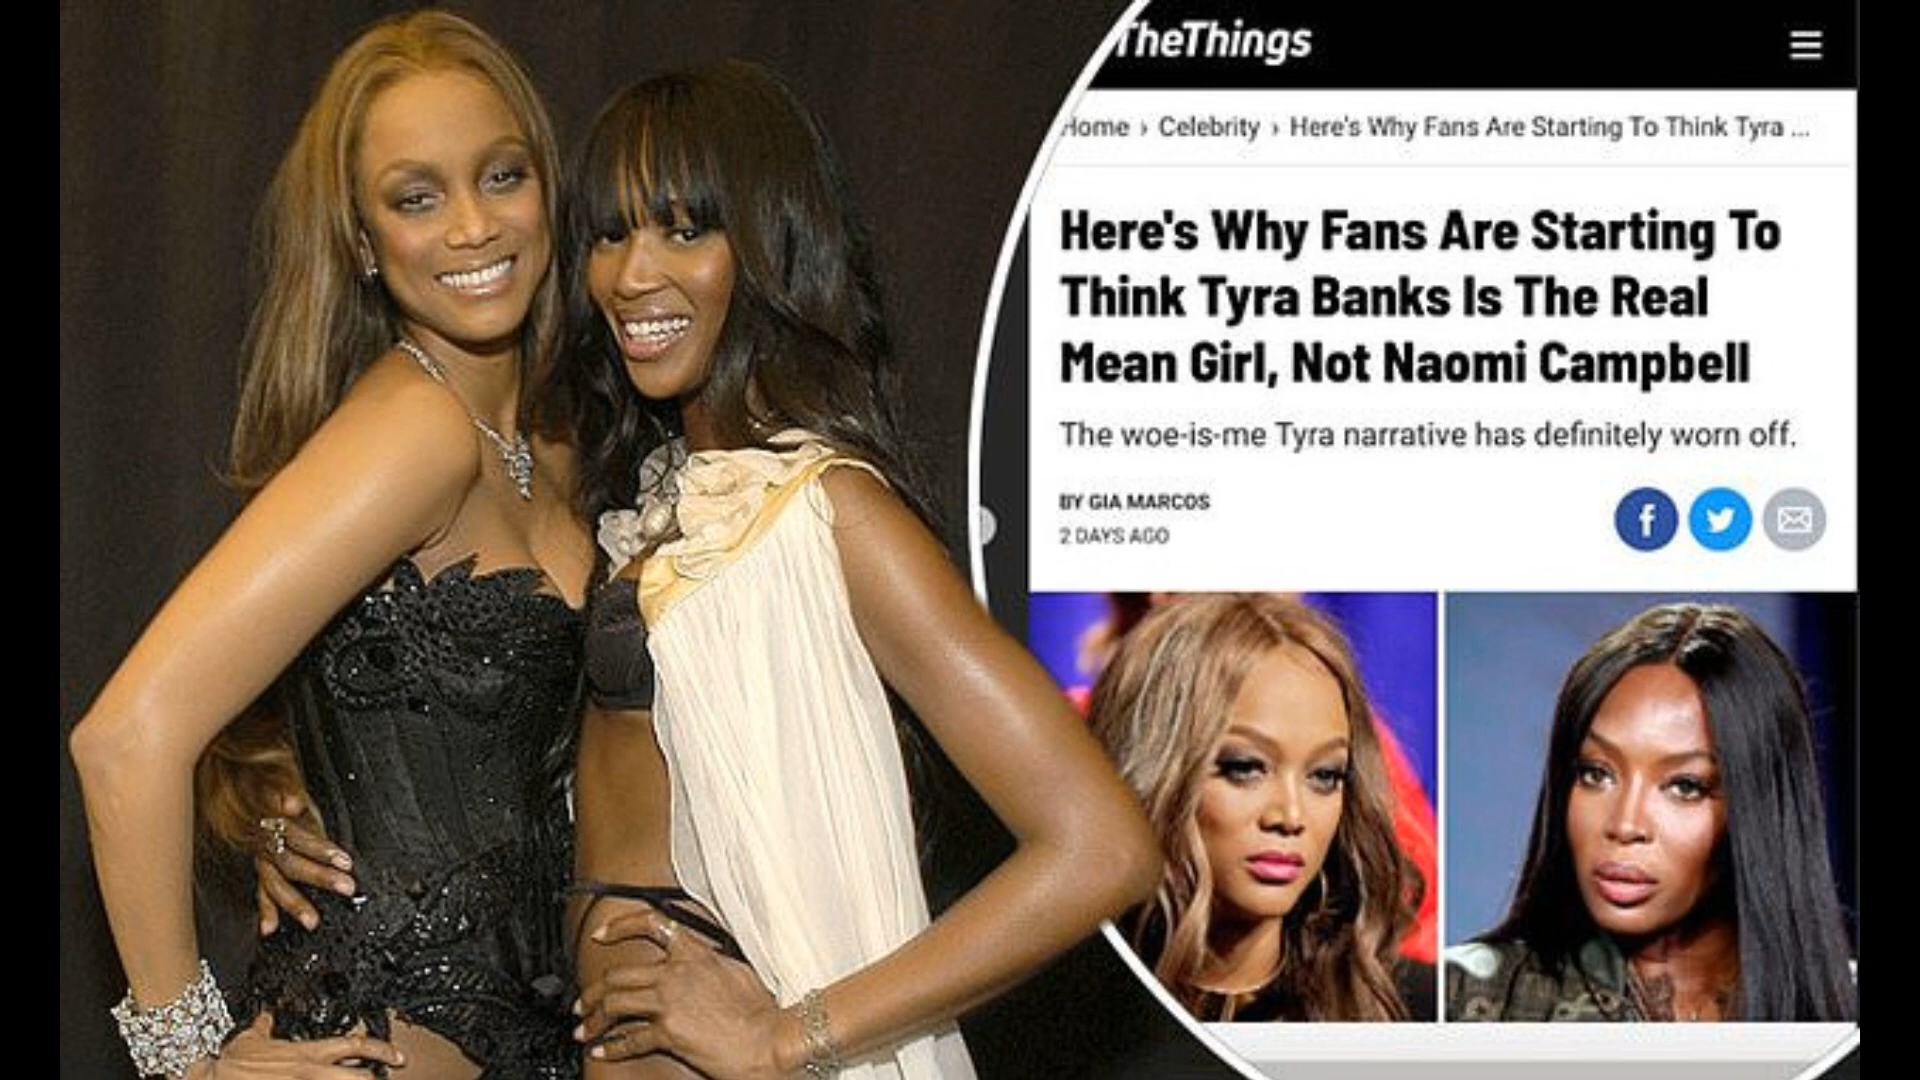 TheThings
Home › Celebrity › Here's Why Fans Are Starting To Think Tyra ...
Here's Why Fans Are Starting To
Think Tyra Banks Is The Real
Mean Girl, Not Naomi Campbell
The woe-is-me Tyra narrative has definitely worn off.
BY GIA MARCOS
2 DAYS AGO
f